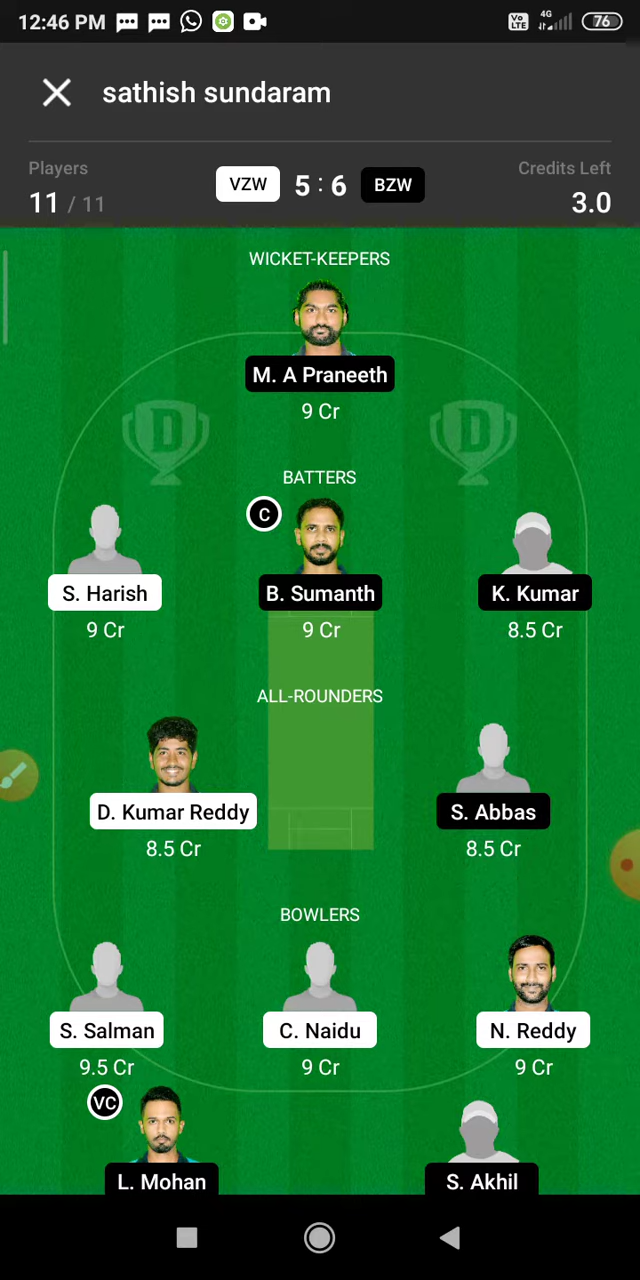 12:46 PM
Vo LTE 4G 76
sathish sundaram
Players
VZW 5 : 6 BZW
Credits Left
11 / 11
3.0
WICKET-KEEPERS
D D
M. A Praneeth
9 Cr
BATTERS
C
S. Harish B. Sumanth K. Kumar
9 Cr 9 Cr 8.5 Cr
ALL-ROUNDERS
D. Kumar Reddy S. Abbas
8.5 Cr 8.5 Cr
BOWLERS
S. Salman C. Naidu N. Reddy
9.5 Cr 9 Cr 9 Cr
VC
L. Mohan S. Akhil